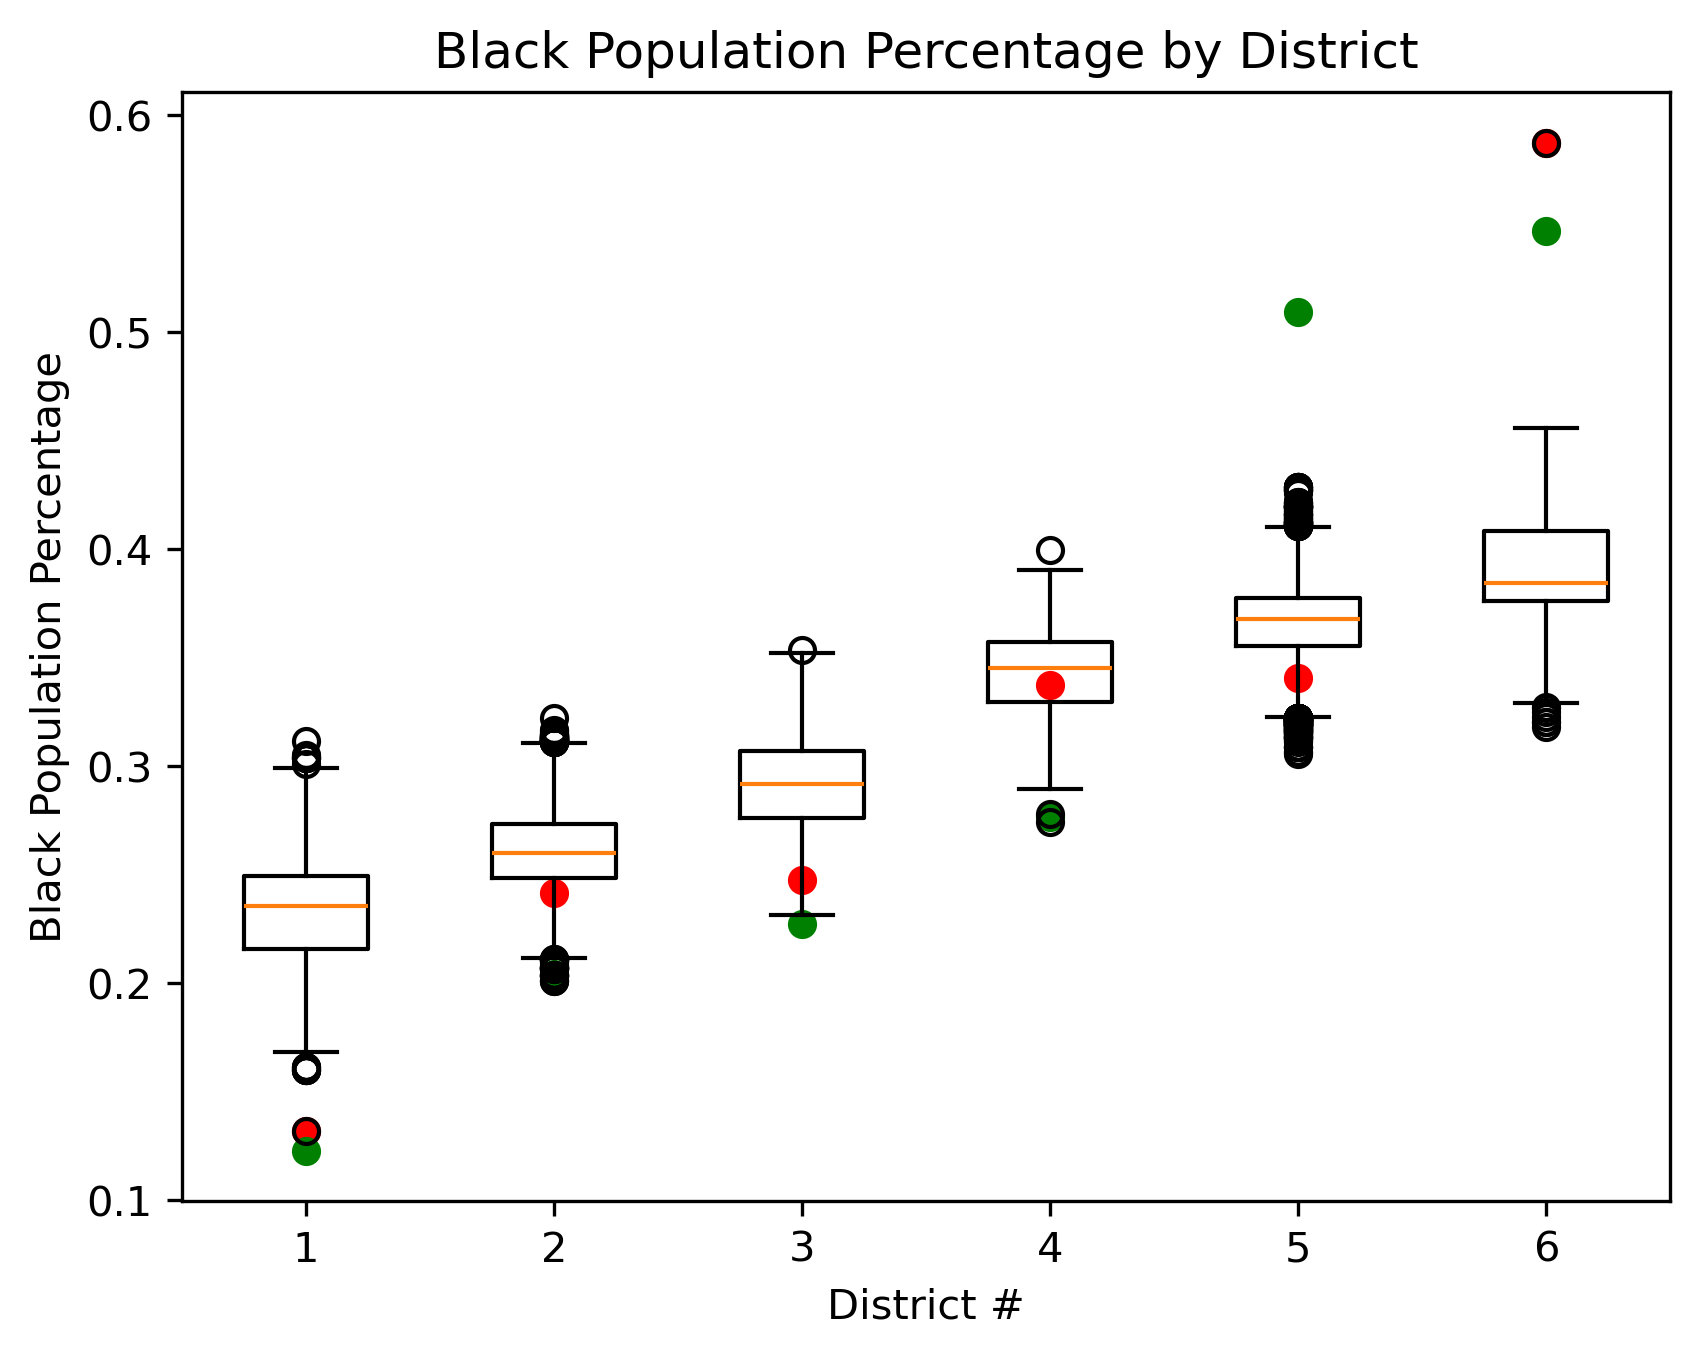 Black Population Percentage by District
Black Population Percentage
0.6
0.5
0.4
0.3
0.2
0.1
1 2 3 4 5 6
District #